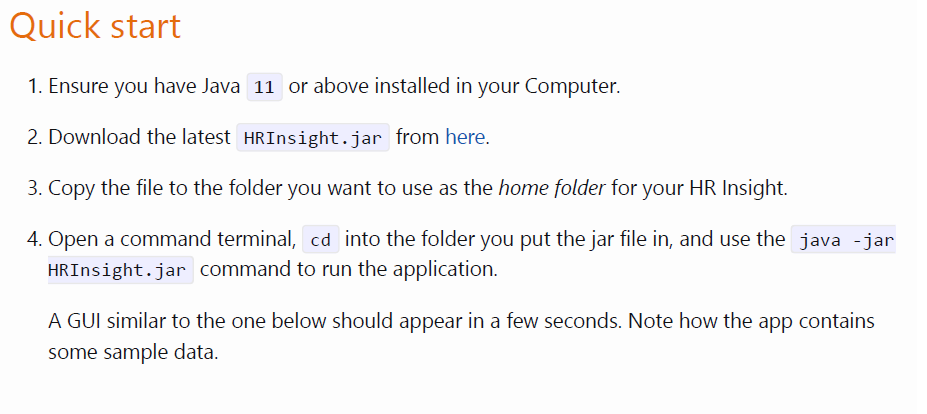 Quick start
1. Ensure you have Java 11 or above installed in your Computer.
2. Download the latest HRInsight.jar from here.
3. Copy the file to the folder you want to use as the home folder for your HR Insight.
4. Open a command terminal, cd into the folder you put the jar file in, and use the java -jar
HRInsight.jar command to run the application.
A GUI similar to the one below should appear in a few seconds. Note how the app contains
some sample data.